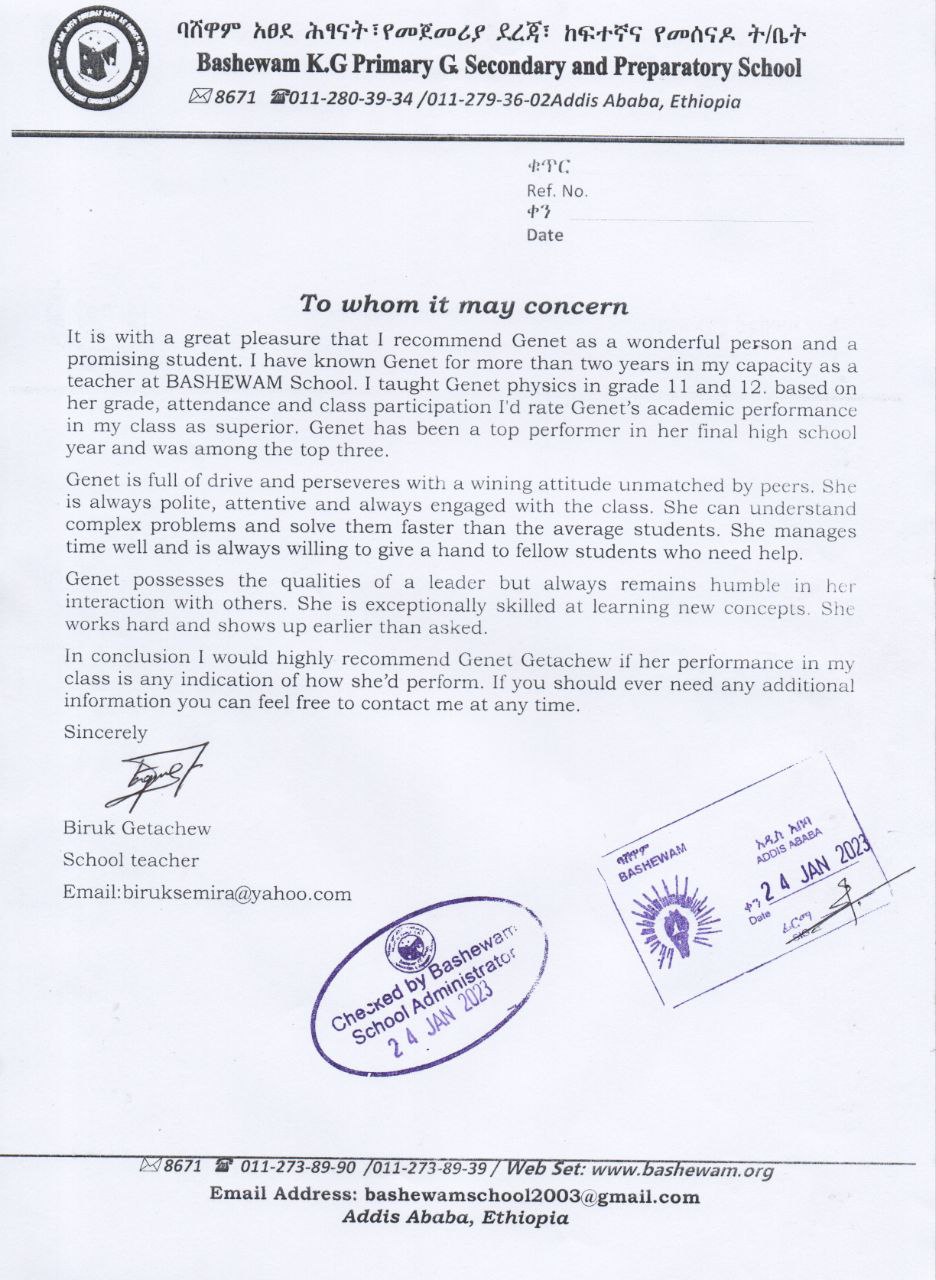 ባሽዋም አፀደ ሕፃናት፣የመጀመሪያ ደረጃ፣ ከፍተኛና የመሰናዶ ት/ቤት
Bashewam K.G Primary G. Secondary and Preparatory School
8671 011-280-39-34 /011-279-36-02Addis Ababa, Ethiopia
ቁጥር
Ref. No.
ቀን
Date
To whom it may concern
It is with a great pleasure that I recommend Genet as a wonderful person and a
promising student. I have known Genet for more than two years in my capacity as a
teacher at BASHEWAM School. I taught Genet physics in grade 11 and 12. based on
her grade, attendance and class participation I'd rate Genet's academic performance
in my class as superior. Genet has been a top performer in her final high school
year and was among the top three.
Genet is full of drive and perseveres with a wining attitude unmatched by peers. She
is always polite, attentive and always engaged with the class. She can understand
complex problems and solve them faster than the average students. She manages
time well and is always willing to give a hand to fellow students who need help.
Genet possesses the qualities of a leader but always remains humble in her
interaction with others. She is exceptionally skilled at learning new concepts. She
works hard and shows up earlier than asked.
In conclusion I would highly recommend Genet Getachew if her performance in my
class is any indication of how she'd perform. If you should ever need any additional
information you can feel free to contact me at any time.
Sincerely
Biruk Getachew
School teacher
Email:biruksemira@yahoo.com
ባሽዋም
BASHEWAM
አዲስ አበባ
ADDIS ABABA
ቀን 24 JAN 2023
Date
ፊርማ
Checked by Bashewam
School Administrator
24 JAN 2023
8671 011-273-89-90 /011-273-89-39 / Web Set: www.bashewam.org
Email Address: bashewamschool2003@gmail.com
Addis Ababa, Ethiopia